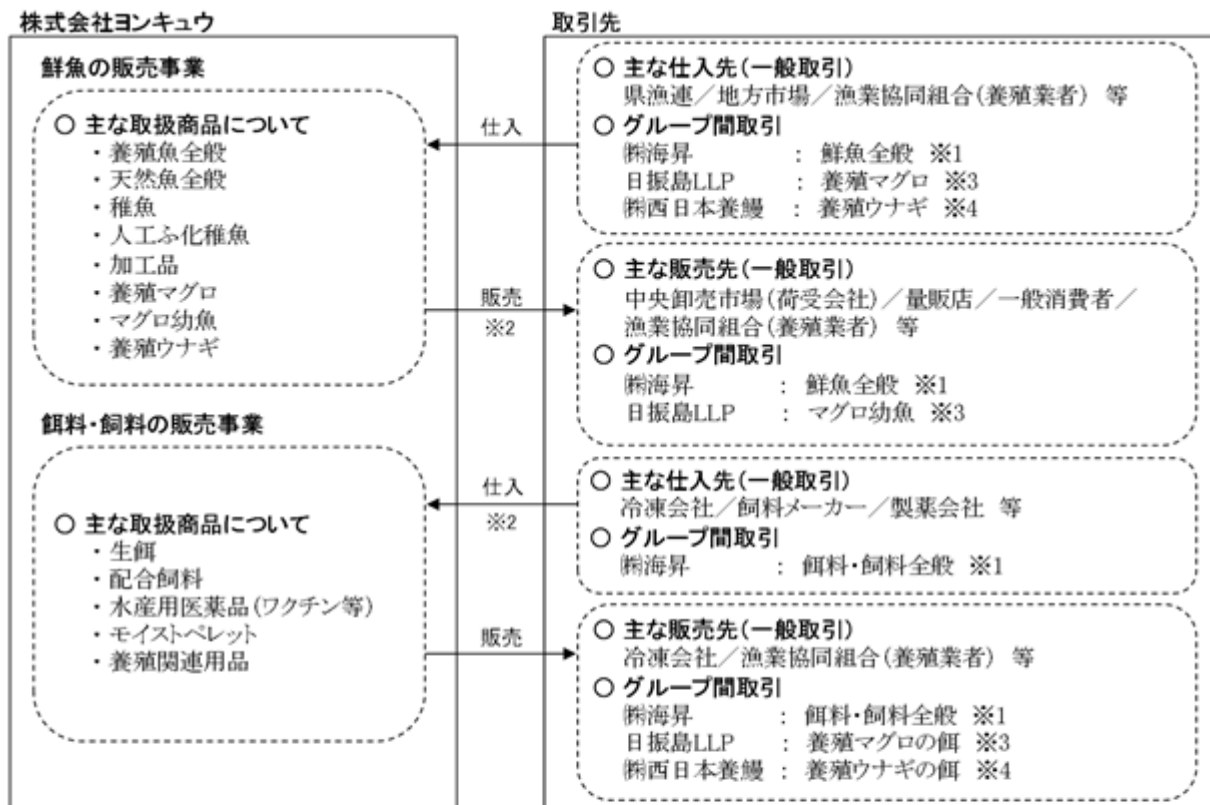 株式会社ヨンキュウ
取引先
鮮魚の販売事業
○ 主な取扱商品について
・養殖魚全般
・天然魚全般
・稚魚
・人工ふ化稚魚
・加工品
・養殖マグロ
・マグロ幼魚
・養殖ウナギ
仕入
○ 主な仕入先(一般取引)
県漁連／地方市場／漁業協同組合(養殖業者) 等
○ グループ間取引
㈱海昇 : 鮮魚全般 ※1
日振島LLP : 養殖マグロ ※3
㈱西日本養鰻 : 養殖ウナギ ※4
販売
※2
○ 主な販売先(一般取引)
中央卸売市場(荷受会社)／量販店／一般消費者／
漁業協同組合(養殖業者) 等
○ グループ間取引
㈱海昇 : 鮮魚全般 ※1
日振島LLP : マグロ幼魚 ※3
餌料・飼料の販売事業
○ 主な取扱商品について
・生餌
・配合飼料
・水産用医薬品(ワクチン等)
・モイストペレット
・養殖関連用品
仕入
※2
○ 主な仕入先(一般取引)
冷凍会社／飼料メーカー／製薬会社 等
○ グループ間取引
㈱海昇 : 餌料・飼料全般 ※1
販売
○ 主な販売先(一般取引)
冷凍会社／漁業協同組合(養殖業者) 等
○ グループ間取引
㈱海昇 : 餌料・飼料全般 ※1
日振島LLP : 養殖マグロの餌 ※3
㈱西日本養鰻 : 養殖ウナギの餌 ※4